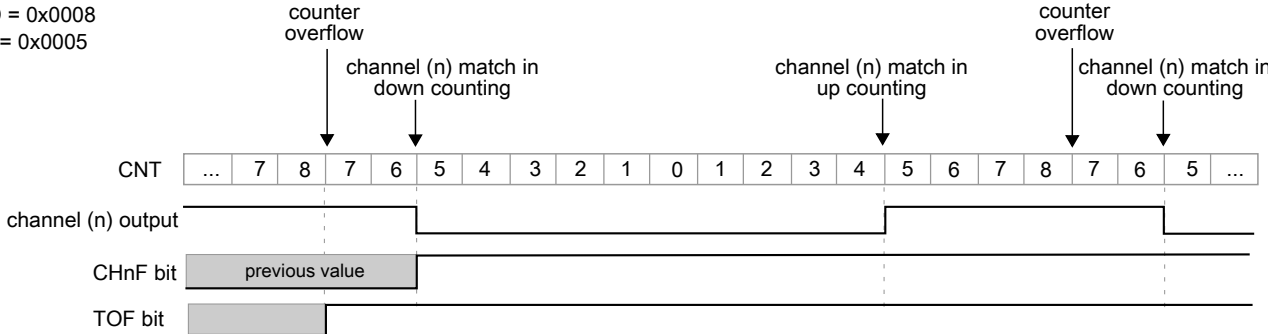 = 0x0008
= 0x0005
counter
overflow
channel (n) match in
down counting
channel (n) match in
up counting
counter
overflow
channel (n) match in
down counting
CNT ... 7 8 7 6 5 4 3 2 1 0 1 2 3 4 5 6 7 8 7 6 5 ...
channel (n) output
CHnF bit previous value
TOF bit